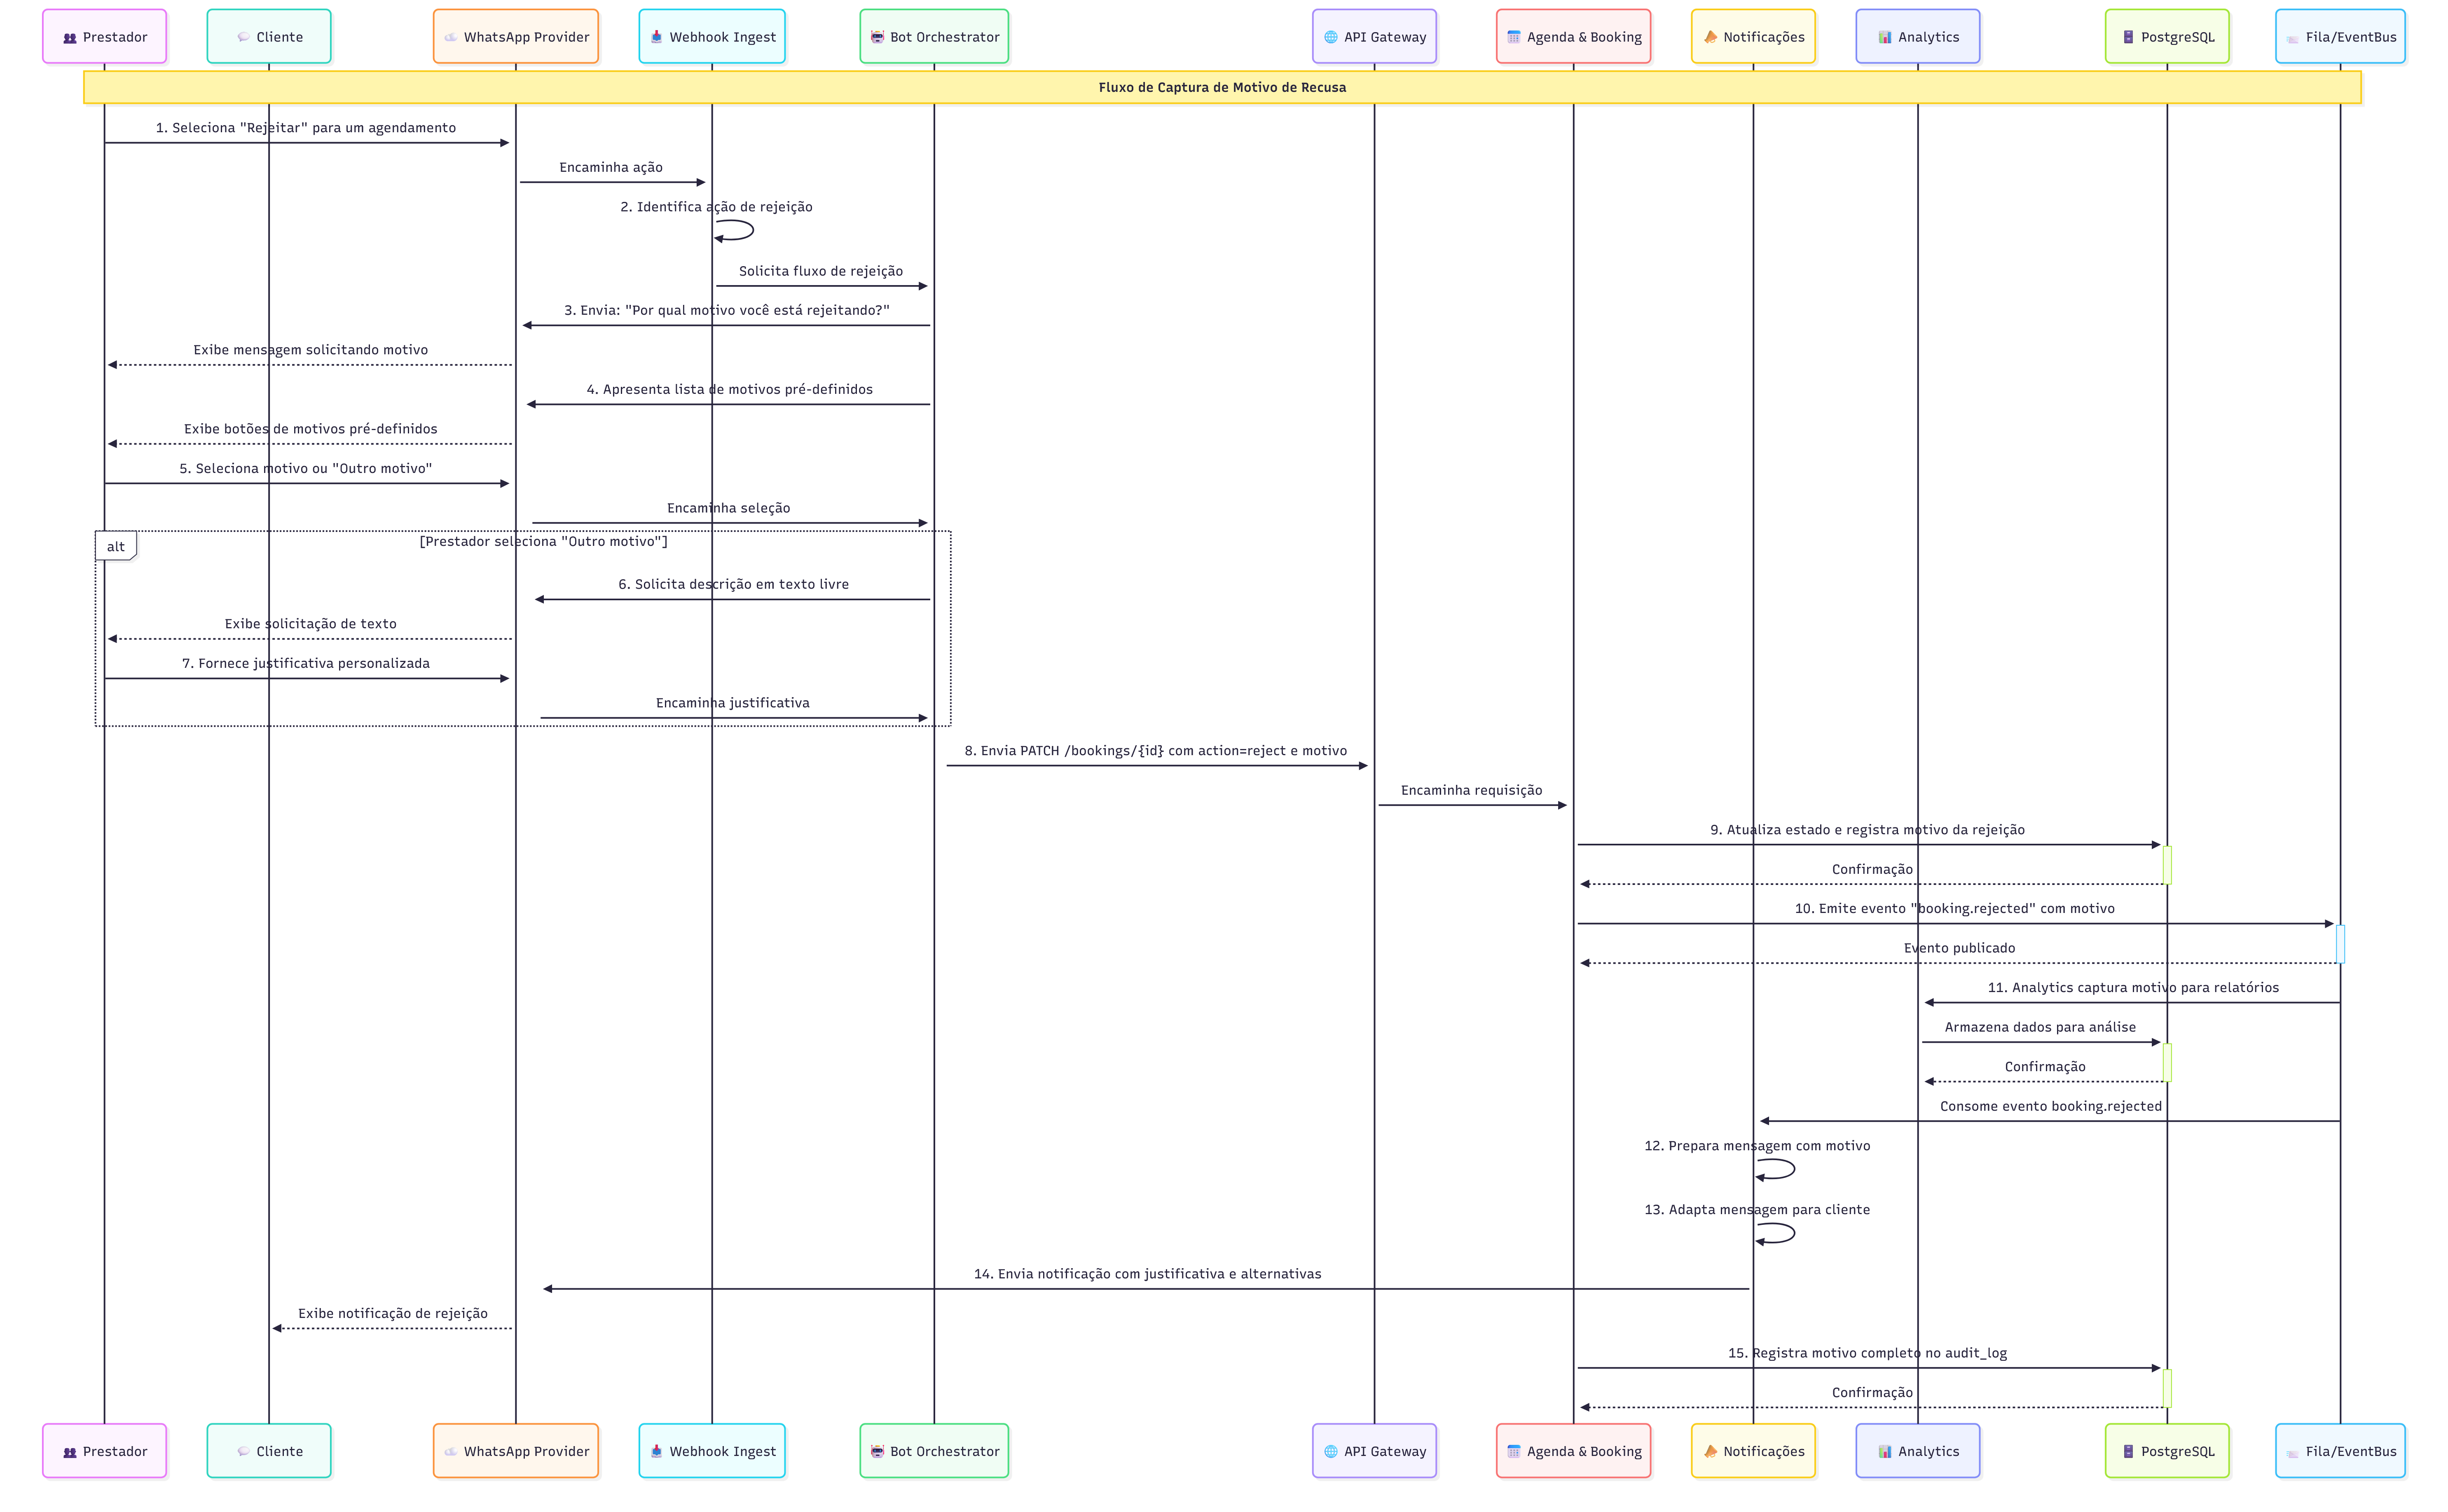 Prestador
Cliente
WhatsApp Provider
Webhook Ingest
Bot Orchestrator
API Gateway
Agenda & Booking
Notificações
Analytics
PostgreSQL
Fila/EventBus
Fluxo de Captura de Motivo de Recusa
1. Seleciona "Rejeitar" para um agendamento
Encaminha ação
2. Identifica ação de rejeição
Solicita fluxo de rejeição
3. Envia: "Por qual motivo você está rejeitando?"
Exibe mensagem solicitando motivo
4. Apresenta lista de motivos pré-definidos
Exibe botões de motivos pré-definidos
5. Seleciona motivo ou "Outro motivo"
Encaminha seleção
alt
[Prestador seleciona "Outro motivo"]
6. Solicita descrição em texto livre
Exibe solicitação de texto
7. Fornece justificativa personalizada
Encaminha justificativa
8. Envia PATCH /bookings/{id} com action=reject e motivo
Encaminha requisição
9. Atualiza estado e registra motivo da rejeição
Confirmação
10. Emite evento "booking.rejected" com motivo
Evento publicado
11. Analytics captura motivo para relatórios
Armazena dados para análise
Confirmação
Consome evento booking.rejected
12. Prepara mensagem com motivo
13. Adapta mensagem para cliente
14. Envia notificação com justificativa e alternativas
Exibe notificação de rejeição
15. Registra motivo completo no audit_log
Confirmação
Prestador
Cliente
WhatsApp Provider
Webhook Ingest
Bot Orchestrator
API Gateway
Agenda & Booking
Notificações
Analytics
PostgreSQL
Fila/EventBus